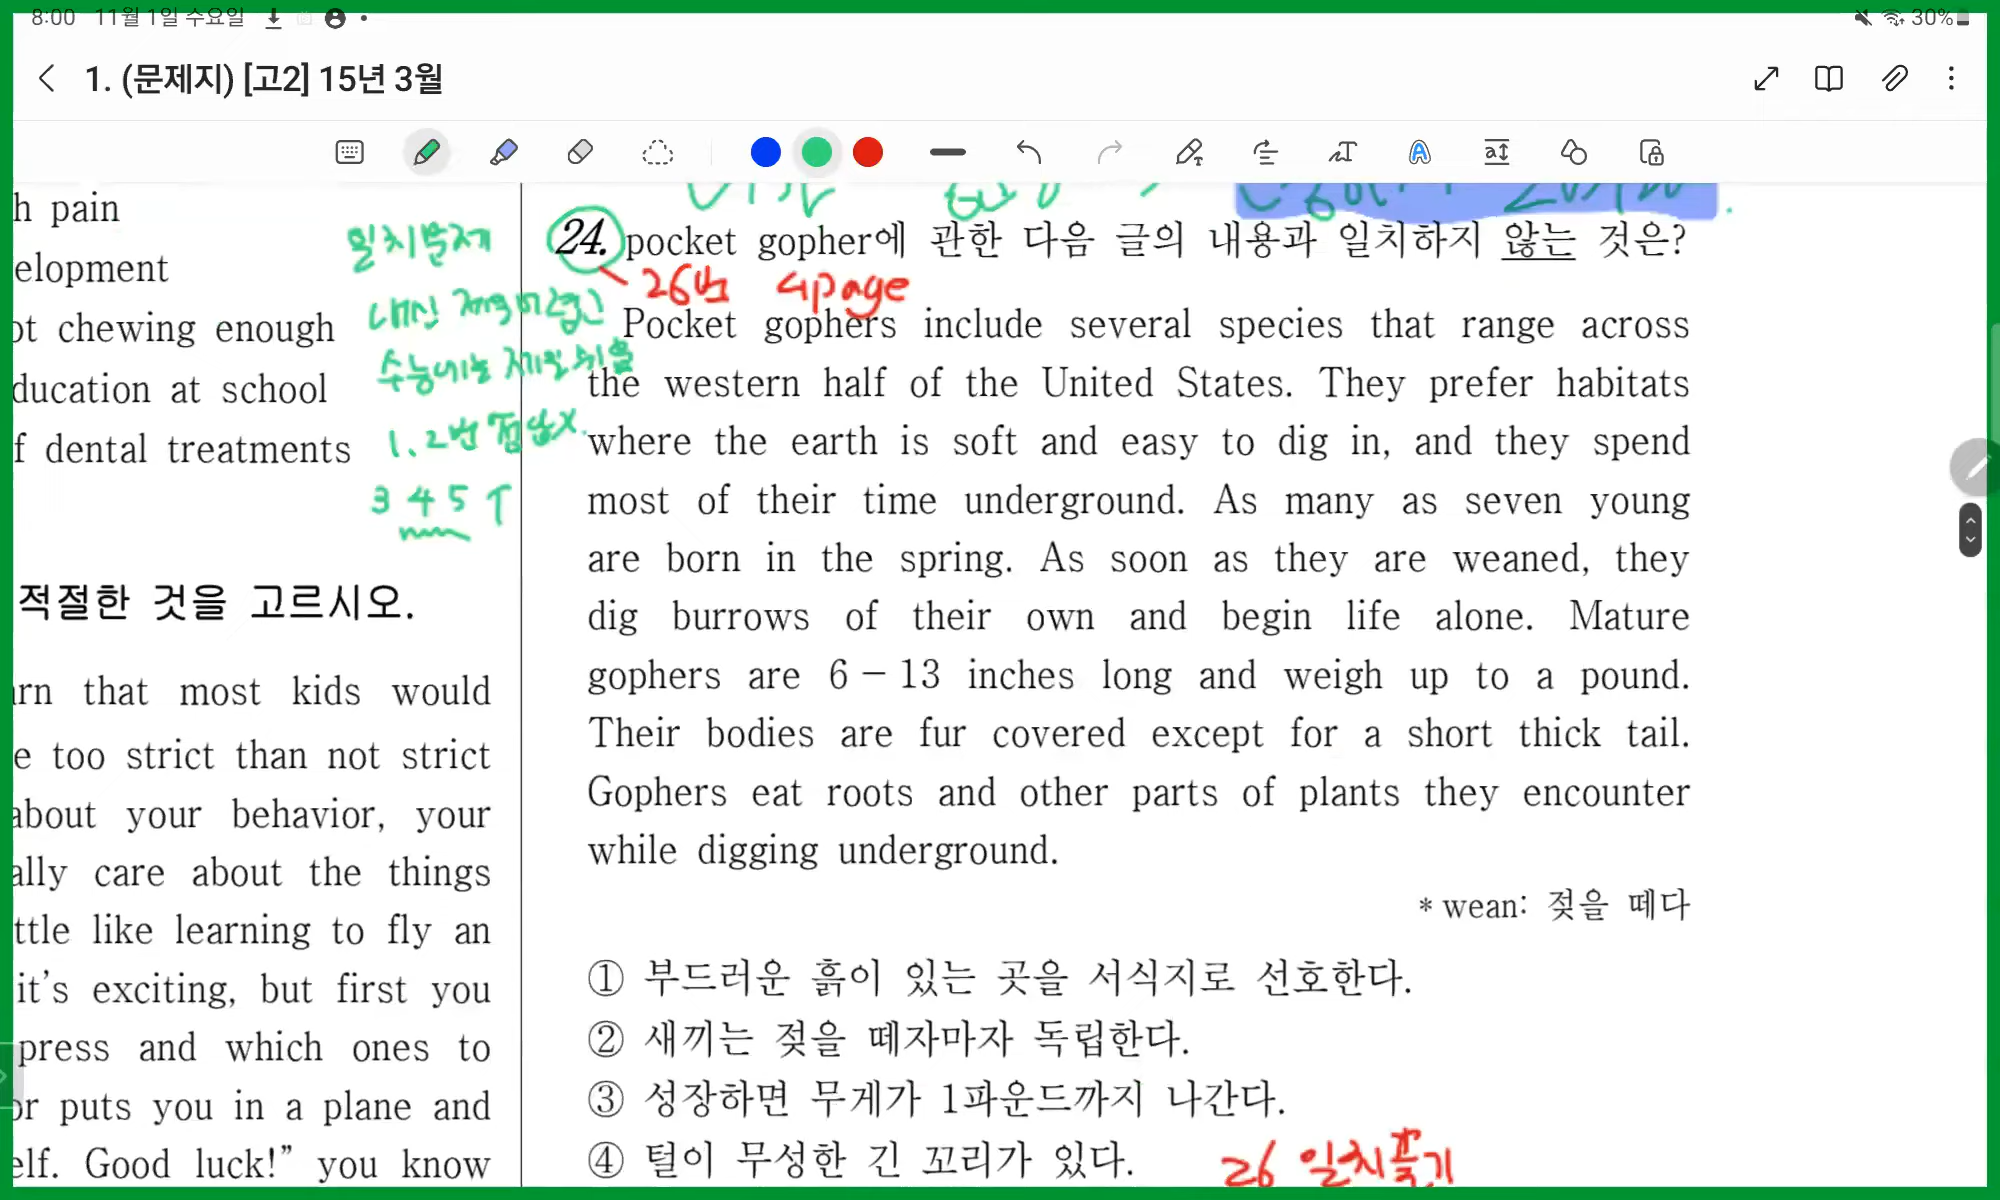 8:00 11월 1일 수요일
30%
1. (문제지) [고2] 15년 3월
h pain
elopment
ot chewing enough
ducation at school
f dental treatments
일치문제
내신 제일 어렵고
수능에는 제일 쉬움
1. 2번 정답X.
3 4 5 ↑
적절한 것을 고르시오.
arn that most kids would
e too strict than not strict
about your behavior, your
ally care about the things
ttle like learning to fly an
it's exciting, but first you
press and which ones to
or puts you in a plane and
elf. Good luck!” you know
24. pocket gopher에 관한 다음 글의 내용과 일치하지 않는 것은?
26번 4page
Pocket gophers include several species that range across
the western half of the United States. They prefer habitats
where the earth is soft and easy to dig in, and they spend
most of their time underground. As many as seven young
are born in the spring. As soon as they are weaned, they
dig burrows of their own and begin life alone. Mature
gophers are 6－13 inches long and weigh up to a pound.
Their bodies are fur covered except for a short thick tail.
Gophers eat roots and other parts of plants they encounter
while digging underground.
* wean: 젖을 떼다
① 부드러운 흙이 있는 곳을 서식지로 선호한다.
② 새끼는 젖을 떼자마자 독립한다.
③ 성장하면 무게가 1파운드까지 나간다.
④ 털이 무성한 긴 꼬리가 있다.
26 일치